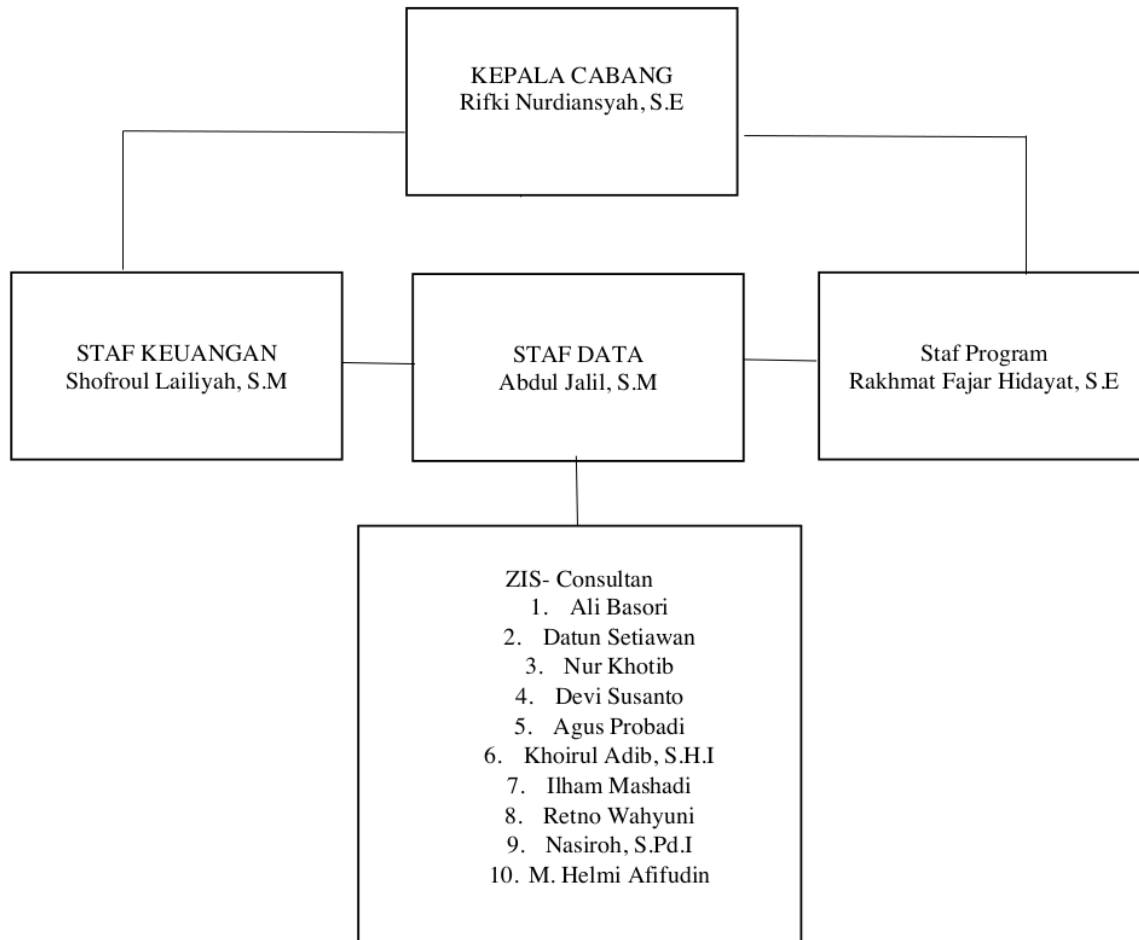 KEPALA CABANG
Rifki Nurdiansyah, S.E
STAF KEUANGAN
Shofroul Lailiyah, S.M
STAF DATA
Abdul Jalil, S.M
Staf Program
Rakhmat Fajar Hidayat, S.E
ZIS- Consultan
1. Ali Basori
2. Datun Setiawan
3. Nur Khotib
4. Devi Susanto
5. Agus Probadi
6. Khoirul Adib, S.H.I
7. Ilham Mashadi
8. Retno Wahyuni
9. Nasiroh, S.Pd.I
10. M. Helmi Afifudin